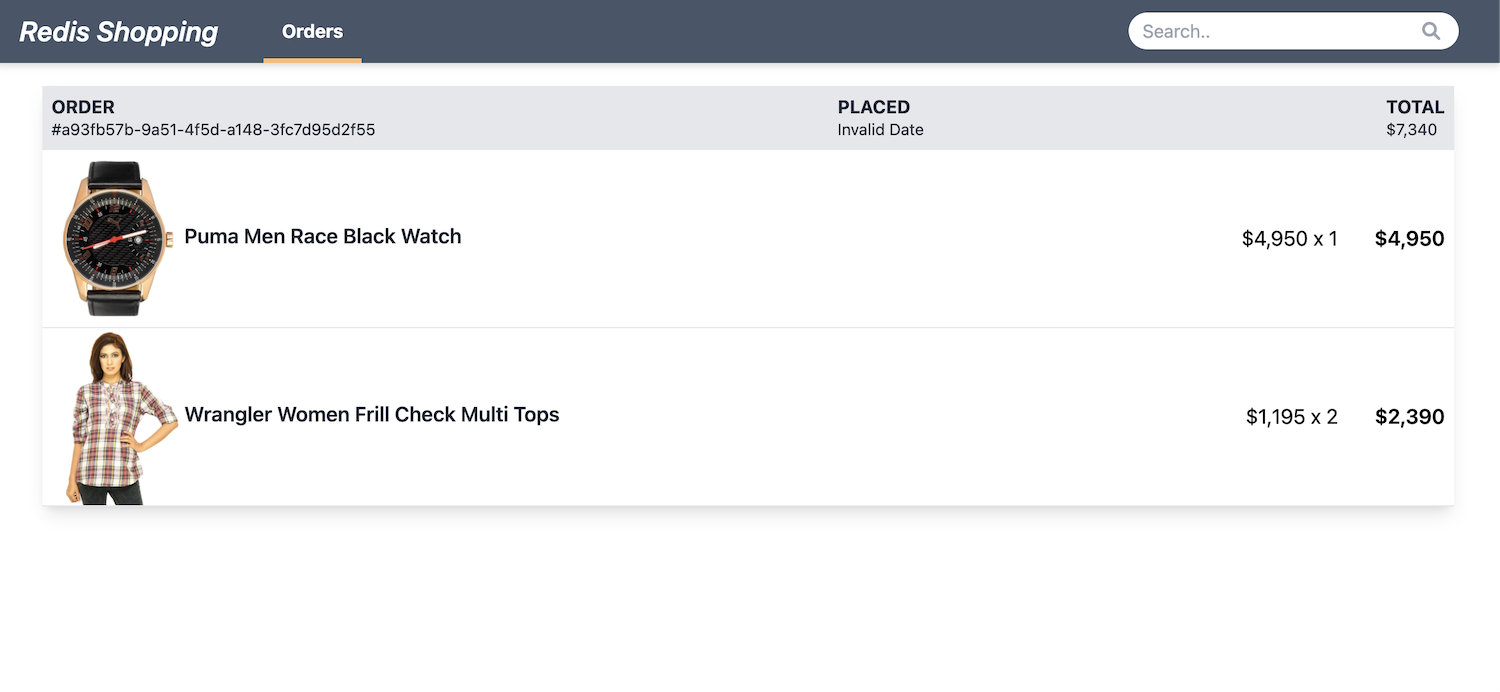 Redis Shopping
Orders
Search..
ORDER
PLACED
TOTAL
#a93fb57b-9a51-4f5d-a148-3fc7d95d2f55
Invalid Date
$7,340
Puma Men Race Black Watch
$4,950 x 1
$4,950
Wrangler Women Frill Check Multi Tops
$1,195 x 2
$2,390